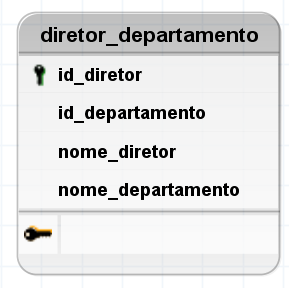 diretor_departamento
id_diretor
id_departamento
nome_diretor
nome_departamento